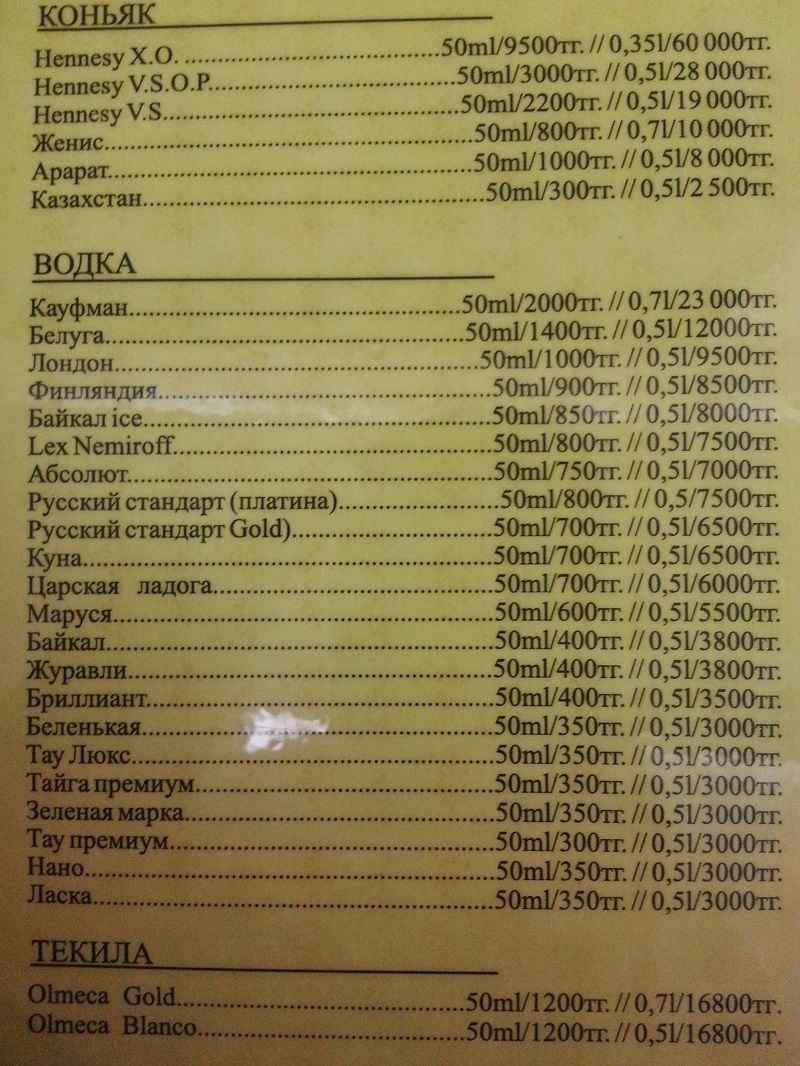 КОНЬЯК
Hennesy X.O. ........................................50ml/9500тг. // 0,35l/60 000тг.
Hennesy V.S.O.P......................................50ml/3000тг. // 0,5l/28 000тг.
Hennesy V.S..............................................50ml/2200тг. // 0,5l/19 000тг.
Женис.........................................................50ml/800тг. // 0,7l/10 000тг.
Арарат........................................................50ml/1000тг. // 0,5l/8 000тг.
Казахстан....................................................50ml/300тг. // 0,5l/2 500тг.
ВОДКА
Кауфман...................................................50ml/2000тг. // 0,7l/23 000тг.
Белуга........................................................50ml/1400тг. // 0,5l/12000тг.
Лондон........................................................50ml/1000тг. // 0,5l/9500тг.
Финляндия...................................................50ml/900тг. // 0,5l/8500тг.
Байкал ice.....................................................50ml/850тг. // 0,5l/8000тг.
Lex Nemiroff.................................................50ml/800тг. // 0,5l/7500тг.
Абсолют........................................................50ml/750тг. // 0,5l/7000тг.
Русский стандарт (платина).........................50ml/800тг. // 0,5/7500тг.
Русский стандарт Gold)................................50ml/700тг. // 0,5l/6500тг.
Куна...............................................................50ml/700тг. // 0,5l/6500тг.
Царская ладога............................................50ml/700тг. // 0,5l/6000тг.
Маруся..........................................................50ml/600тг. // 0,5l/5500тг.
Байкал...........................................................50ml/400тг. // 0,5l/3800тг.
Журавли........................................................50ml/400тг. // 0,5l/3800тг.
Бриллиант.....................................................50ml/400тг. // 0,5l/3500тг.
Беленькая......................................................50ml/350тг. // 0,5l/3000тг.
Тау Люкс.......................................................50ml/350тг. // 0,5l/3000тг.
Тайга премиум..............................................50ml/350тг. // 0,5l/3000тг.
Зеленая марка...............................................50ml/350тг. // 0,5l/3000тг.
Тау премиум.................................................50ml/300тг. // 0,5l/3000тг.
Нано...............................................................50ml/350тг. // 0,5l/3000тг.
Ласка..............................................................50ml/350тг. // 0,5l/3000тг.
ТЕКИЛА
Olmeca Gold............................................50ml/1200тг. // 0,7l/16800тг.
Olmeca Blanco.........................................50ml/1200тг. // 0,5l/16800тг.